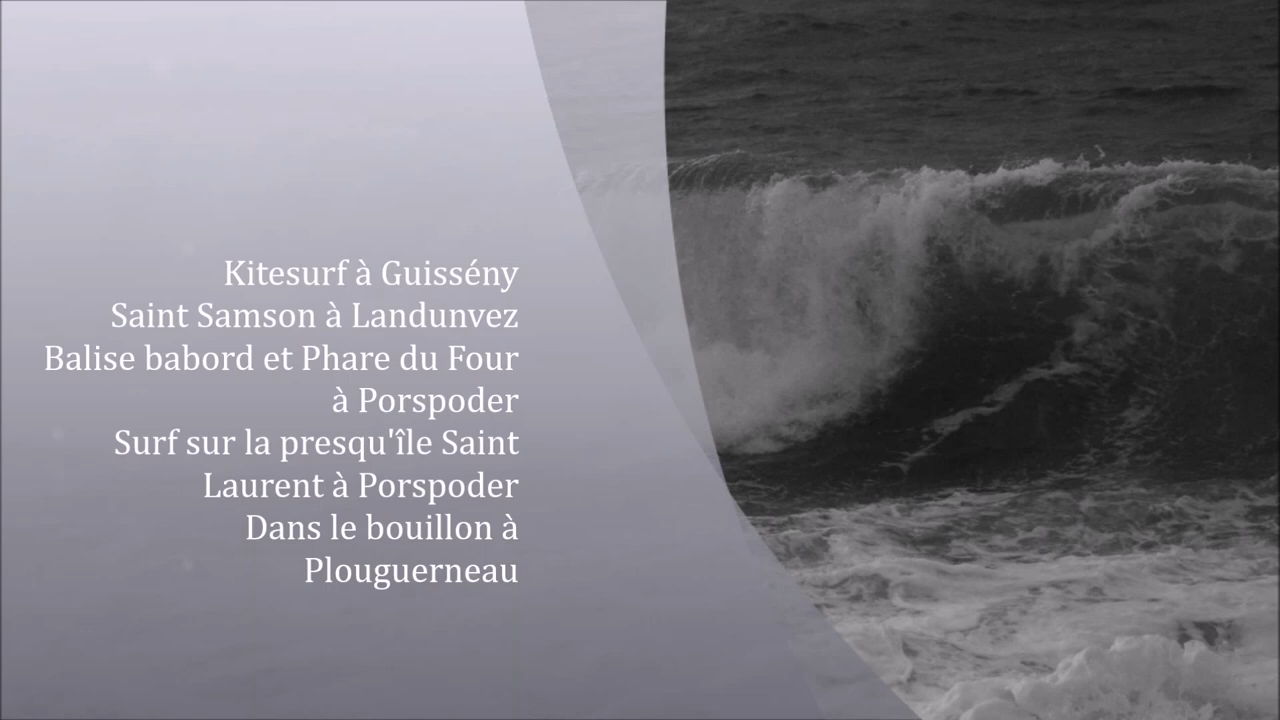 Kitesurf à Guissény
Saint Samson à Landunvez
Balise babord et Phare du Four
à Porspoder
Surf sur la presqu'île Saint
Laurent à Porspoder
Dans le bouillon à
Plouguerneau